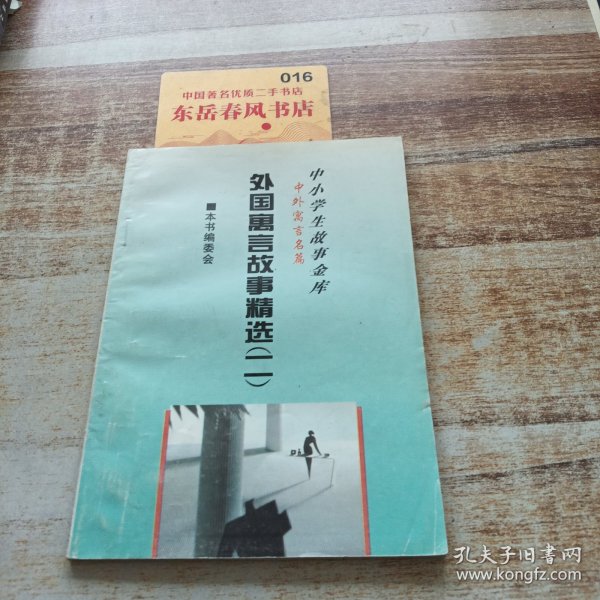 016
中国著名优质二手书店
东岳春风书店
中小学生故事金库
中外寓言名篇
外国寓言故事精选(二)
■本书编委会
孔夫子旧书网
www.kongfz.com